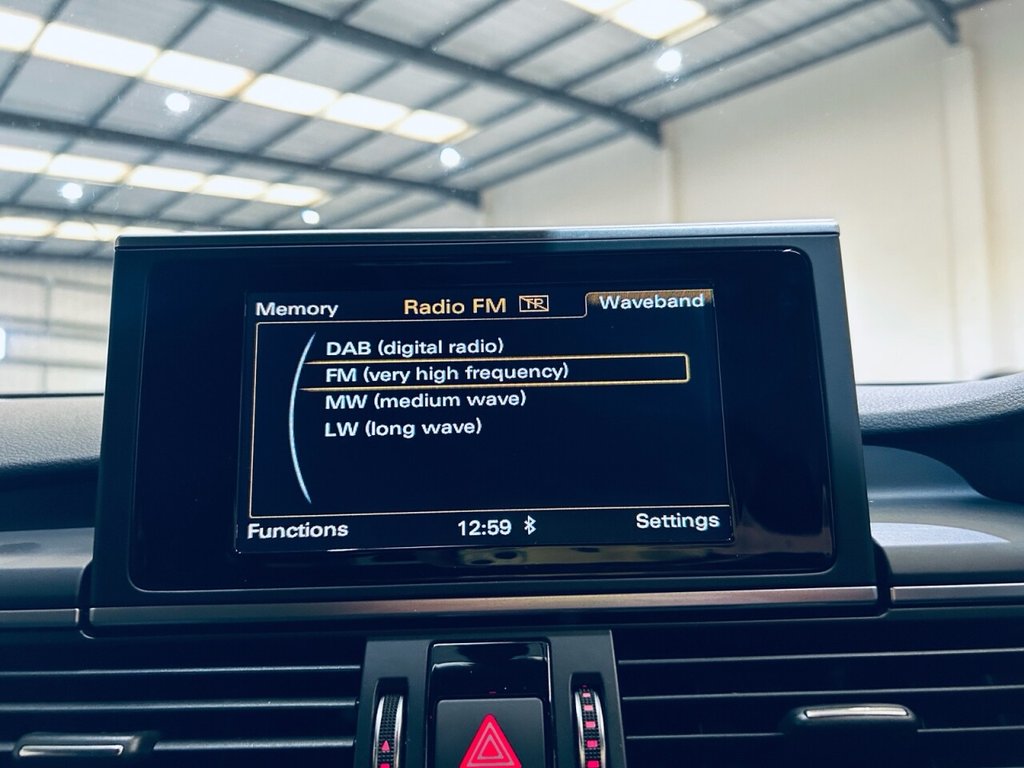 Memory Radio FM TP Waveband
DAB (digital radio)
FM (very high frequency)
MW (medium wave)
LW (long wave)
Functions 12:59 Settings